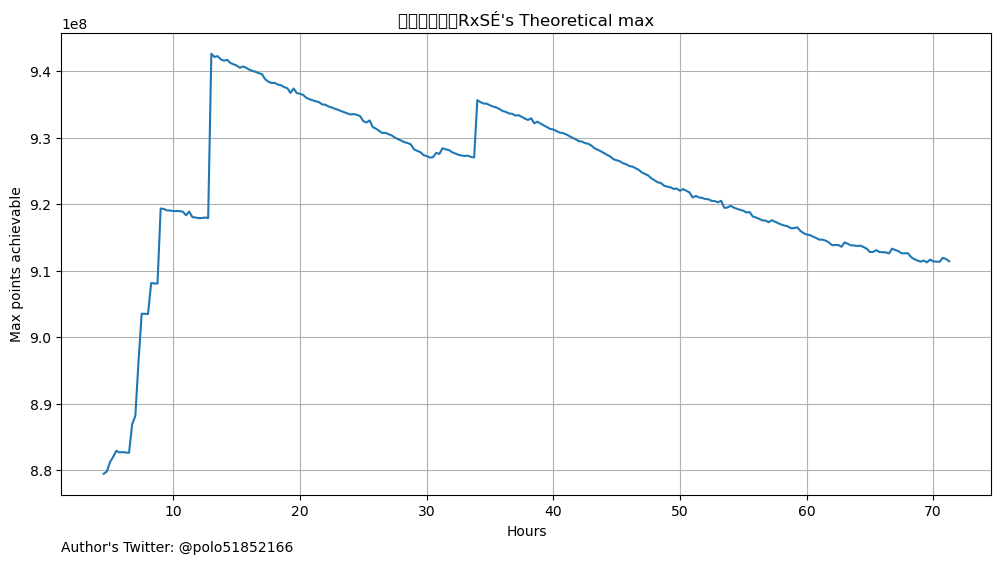 RxSÉ's Theoretical max
1e8
9.4
9.3
9.2
9.1
9.0
8.9
8.8
Max points achievable
10 20 30 40 50 60 70
Hours
Author's Twitter: @polo51852166